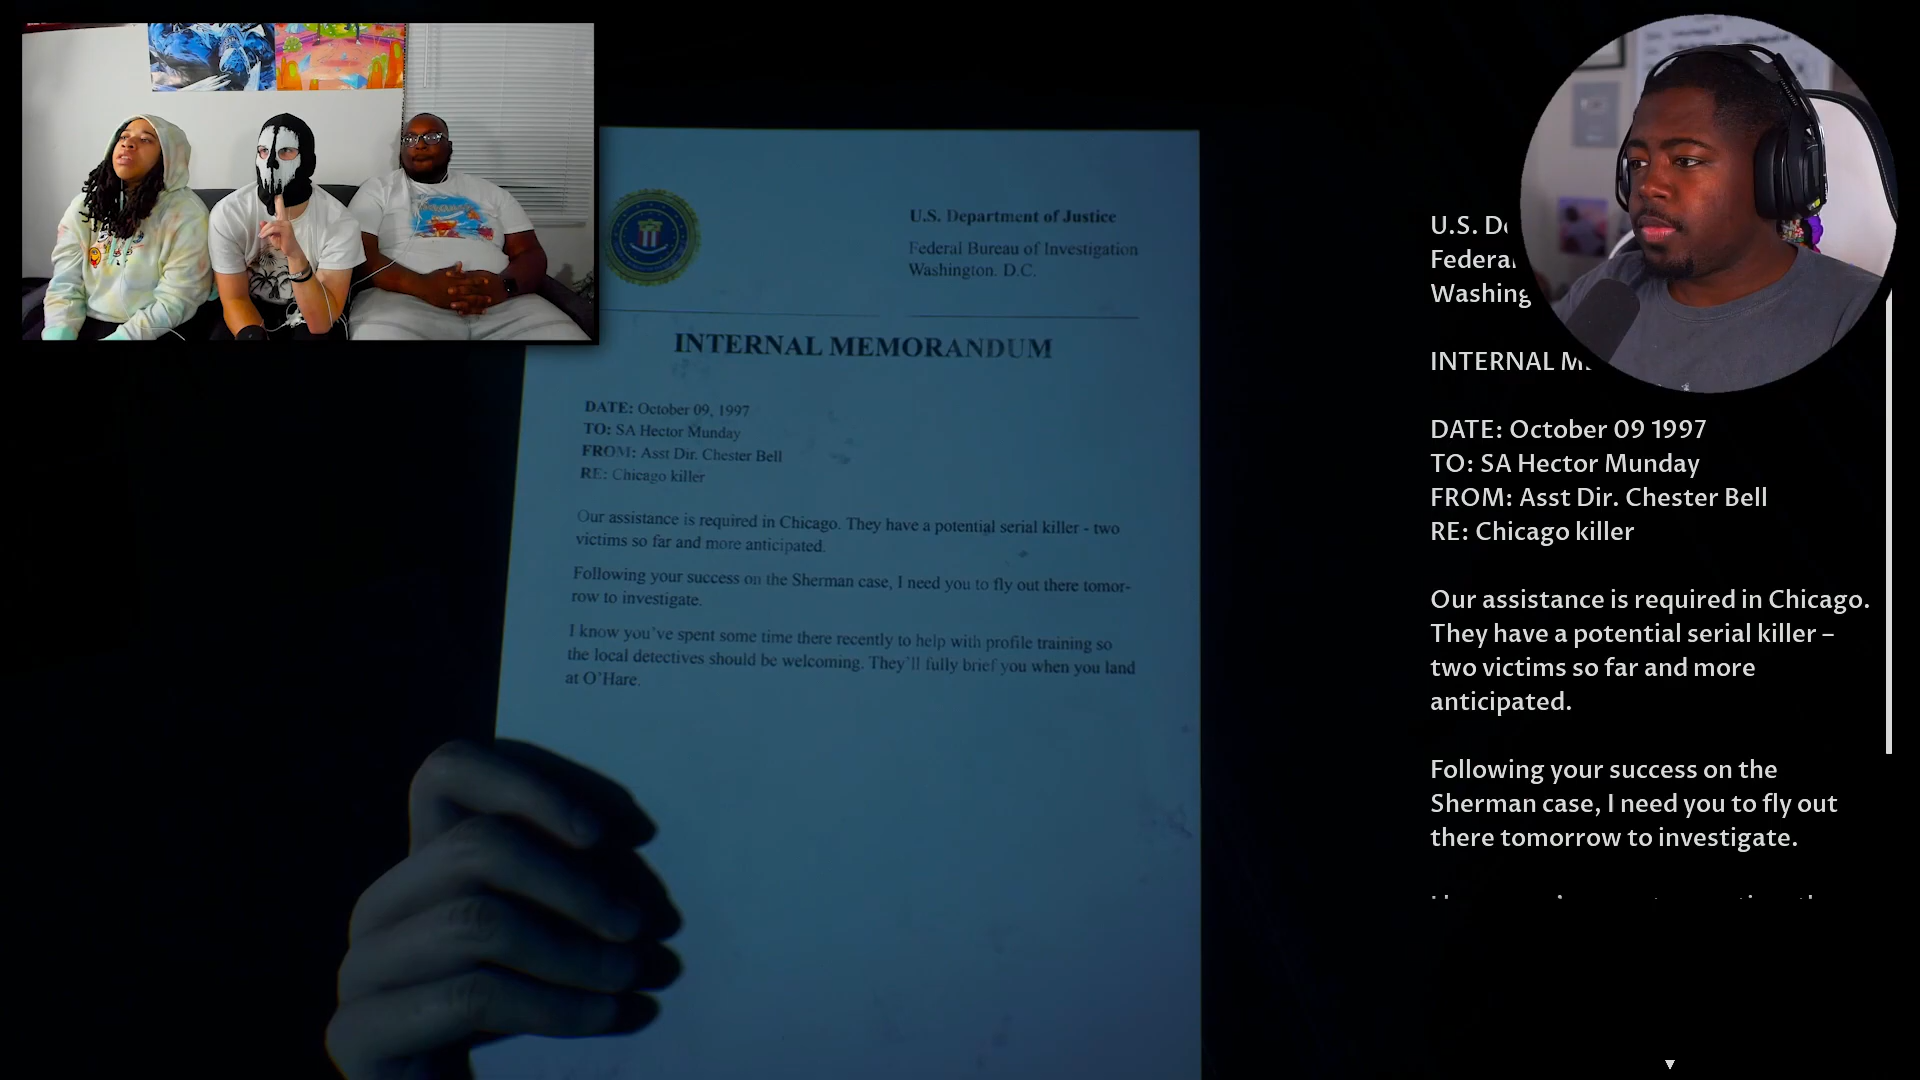 U.S. Department of Justice
Federal Bureau of Investigation
Washington. D.C.
INTERNAL MEMORANDUM
DATE: October 09, 1997
TO: SA Hector Munday
FROM: Asst Dir. Chester Bell
RE: Chicago killer
Our assistance is required in Chicago. They have a potential serial killer - two
victims so far and more anticipated.
Following your success on the Sherman case, I need you to fly out there tomor-
row to investigate.
I know you've spent some time there recently to help with profile training so
the local detectives should be welcoming. They'll fully brief you when you land
at O'Hare.
U.S.
INTERNAL
DATE: October 09 1997
TO: SA Hector Munday
FROM: Asst Dir. Chester Bell
RE: Chicago killer
Our assistance is required in Chicago.
They have a potential serial killer –
two victims so far and more
anticipated.
Following your success on the
Sherman case, I need you to fly out
there tomorrow to investigate.